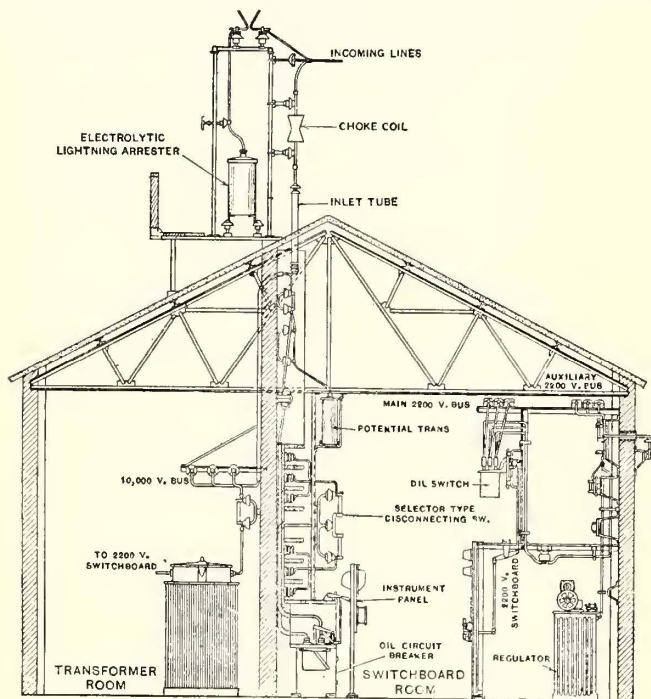 INCOMING LINES
CHOKE COIL
ELECTROLYTIC
LIGHTNING ARRESTER
INLET TUBE
AUXILIARY
2200 V. BUS
MAIN 2200 V. BUS
POTENTIAL TRANS
10,000 V. BUS
OIL SWITCH
SELECTOR TYPE
DISCONNECTING SW.
TO 2200 V.
SWITCHBOARD
INSTRUMENT
PANEL
2200 V.
SWITCHBOARD
OIL CIRCUIT
BREAKER
REGULATOR
TRANSFORMER
ROOM
SWITCHBOARD
ROOM